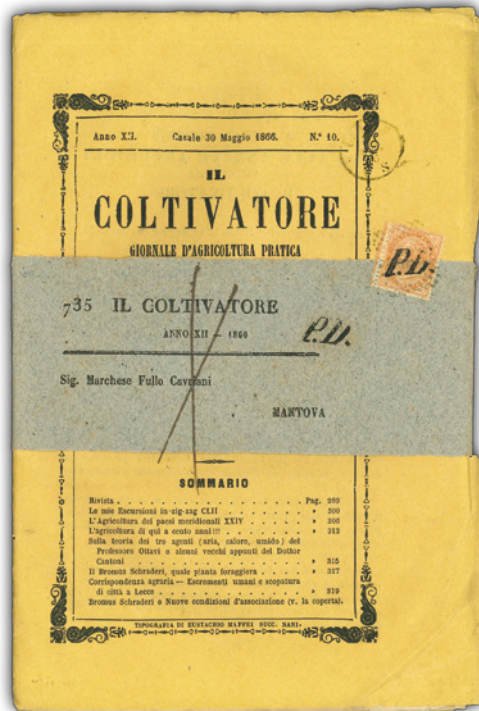 Anno XII. Casale 30 Maggio 1866. N.° 10.
IL
COLTIVATORE
GIORNALE D'AGRICOLTURA PRATICA
P.D.
735 IL COLTIVATORE
ANNO XII — 1866
P.D.
Sig. Marchese Fullo Cavriani
MANTOVA
SOMMARIO
Rivista . . . . . . . . . . . . . . . Pag. 289
Le mie Escursioni in-zig-zag CLII . . . . . . » 300
L'Agricoltura dei paesi meridionali XXIV . . . . . » 306
L'agricoltura di quì a cento anni!!! . . . . . . » 313
Sulla teoria dei tre agenti (aria, calore, umido) del
Professore Ottavi e alcuni vecchi appunti del Dottor
Cantoni . . . . . . . . . . . . » 315
Il Bromus Schraderi, quale pianta foraggiera . . . . » 317
Corrispondenza agraria — Escrementi umani e scopatura
di città a Lecco . . . . . . . . . . » 319
Bromus Schraderi e Nuove condizioni d'associazione (v. la coperta).
TIPOGRAFIA DI EUSTACHIO MAFFEI SUCC. NANI.